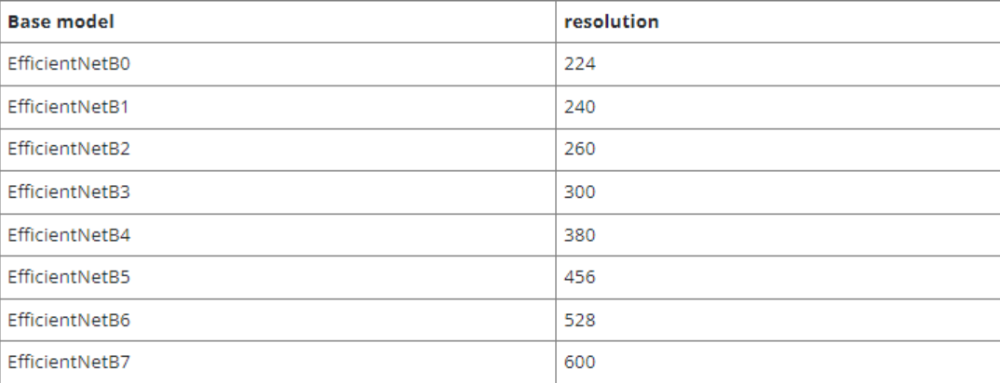 Base model resolution
EfficientNetB0 224
EfficientNetB1 240
EfficientNetB2 260
EfficientNetB3 300
EfficientNetB4 380
EfficientNetB5 456
EfficientNetB6 528
EfficientNetB7 600